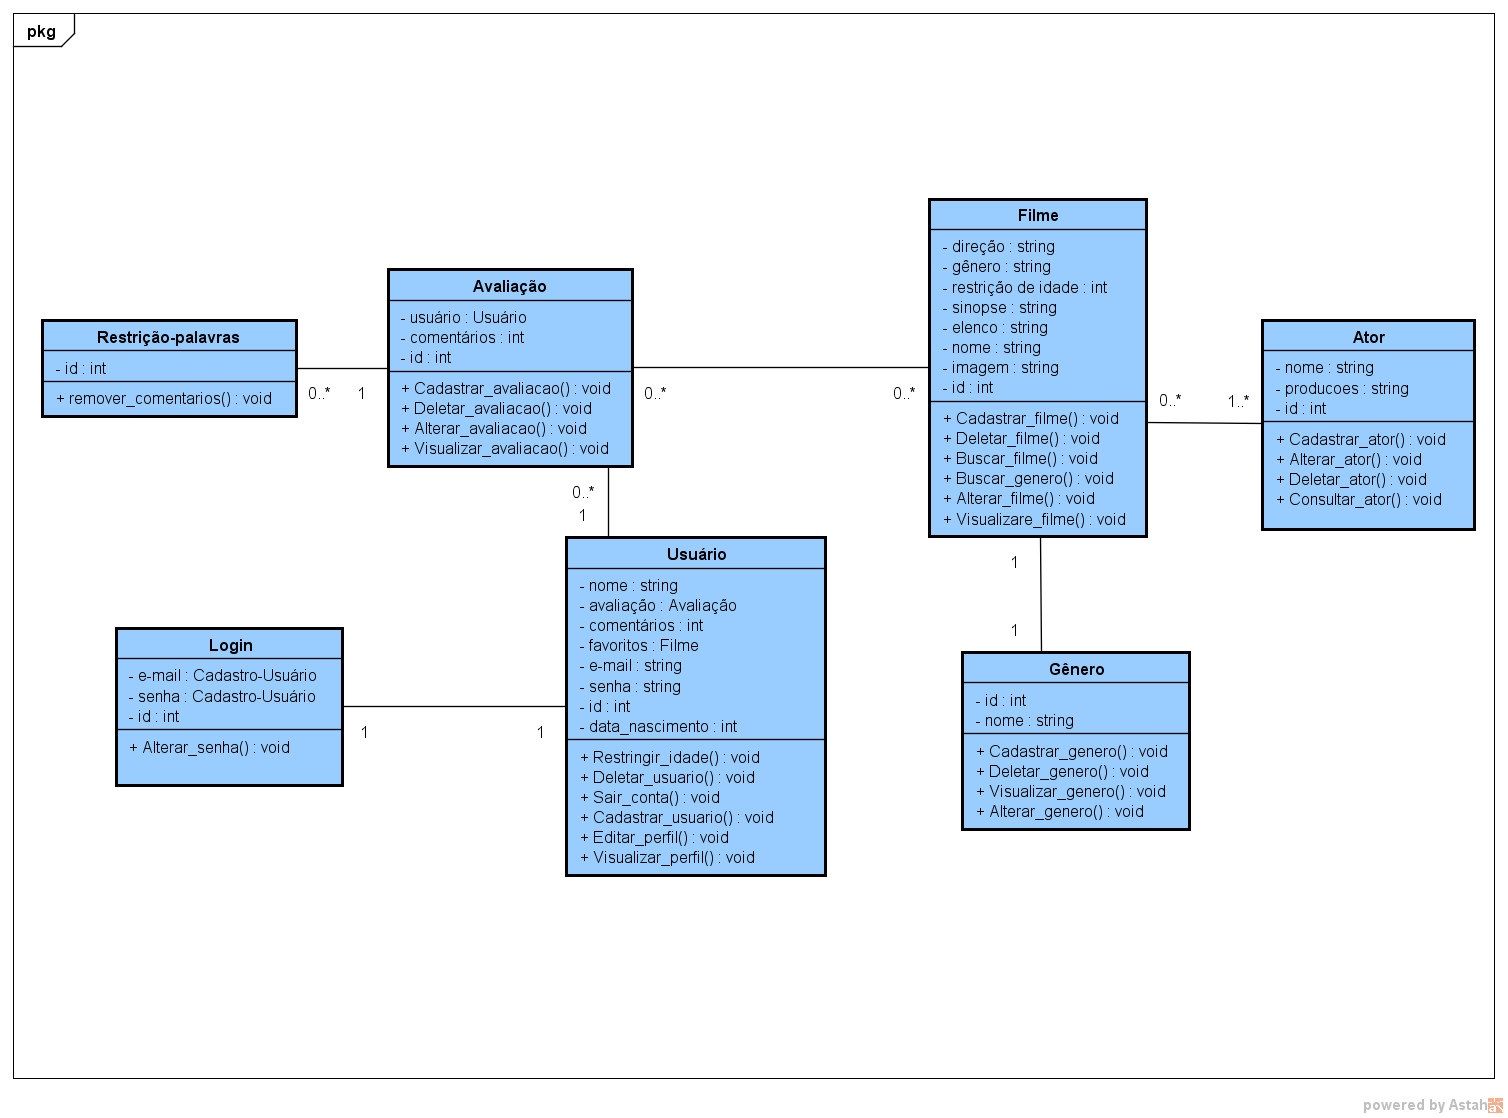 pkg
Filme
- direção : string
- gênero : string
- restrição de idade : int
- sinopse : string
- elenco : string
- nome : string
- imagem : string
- id : int
+ Cadastrar_filme() : void
+ Deletar_filme() : void
+ Buscar_filme() : void
+ Buscar_genero() : void
+ Alterar_filme() : void
+ Visualizare_filme() : void
Avaliação
- usuário : Usuário
- comentários : int
- id : int
+ Cadastrar_avaliacao() : void
+ Deletar_avaliacao() : void
+ Alterar_avaliacao() : void
+ Visualizar_avaliacao() : void
Restrição-palavras
- id : int
+ remover_comentarios() : void
0..*
1
0..*
0..*
Ator
- nome : string
- producoes : string
- id : int
+ Cadastrar_ator() : void
+ Alterar_ator() : void
+ Deletar_ator() : void
+ Consultar_ator() : void
0..*
1..*
0..*
1
Usuário
- nome : string
- avaliação : Avaliação
- comentários : int
- favoritos : Filme
- e-mail : string
- senha : string
- id : int
- data_nascimento : int
+ Restringir_idade() : void
+ Deletar_usuario() : void
+ Sair_conta() : void
+ Cadastrar_usuario() : void
+ Editar_perfil() : void
+ Visualizar_perfil() : void
Login
- e-mail : Cadastro-Usuário
- senha : Cadastro-Usuário
- id : int
+ Alterar_senha() : void
1
1
1
1
Gênero
- id : int
- nome : string
+ Cadastrar_genero() : void
+ Deletar_genero() : void
+ Visualizar_genero() : void
+ Alterar_genero() : void
powered by Astah